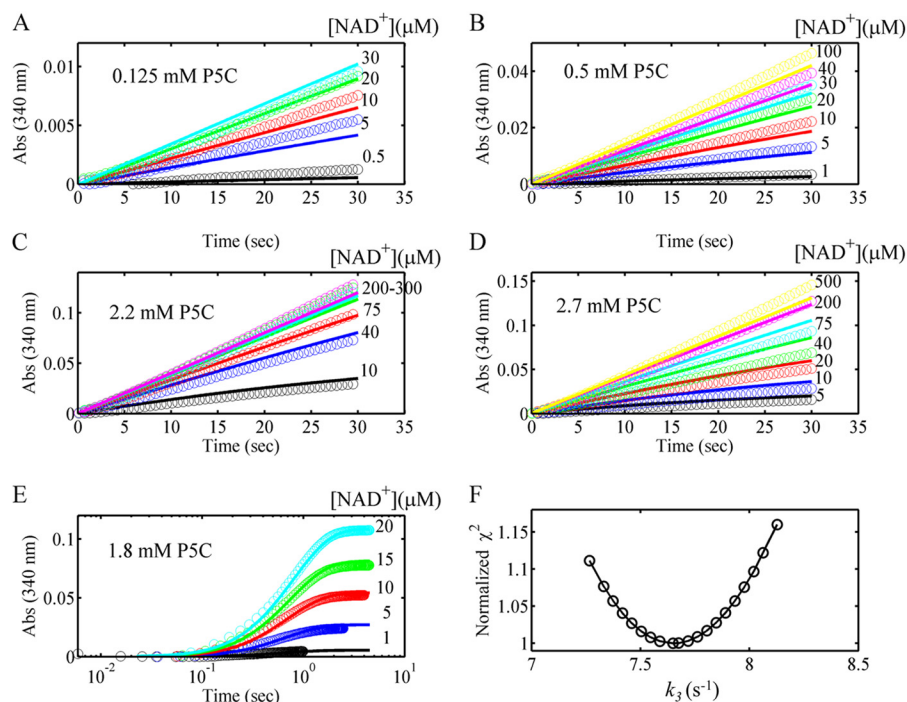 A
[NAD+](μM)
0.125 mM P5C
Abs (340 nm)
0.01
0.005
0
30
20
10
5
0.5
0 5 10 15 20 25 30 35
Time (sec)
B
[NAD+](μM)
0.5 mM P5C
Abs (340 nm)
0.04
0.02
0
100
40
30
20
10
5
1
0 5 10 15 20 25 30 35
Time (sec)
C
[NAD+](μM)
2.2 mM P5C
Abs (340 nm)
0.1
0.05
0
200-300
75
40
10
0 5 10 15 20 25 30 35
Time (sec)
D
[NAD+](μM)
2.7 mM P5C
Abs (340 nm)
0.15
0.1
0.05
0
500
200
75
40
20
10
5
0 5 10 15 20 25 30 35
Time (sec)
E
[NAD+](μM)
1.8 mM P5C
Abs (340 nm)
0.1
0.05
0
20
15
10
5
1
10-2 10-1 100 101
Time (sec)
F
Normalized χ2
1.15
1.1
1.05
1
7 7.5 8 8.5
k3 (s-1)